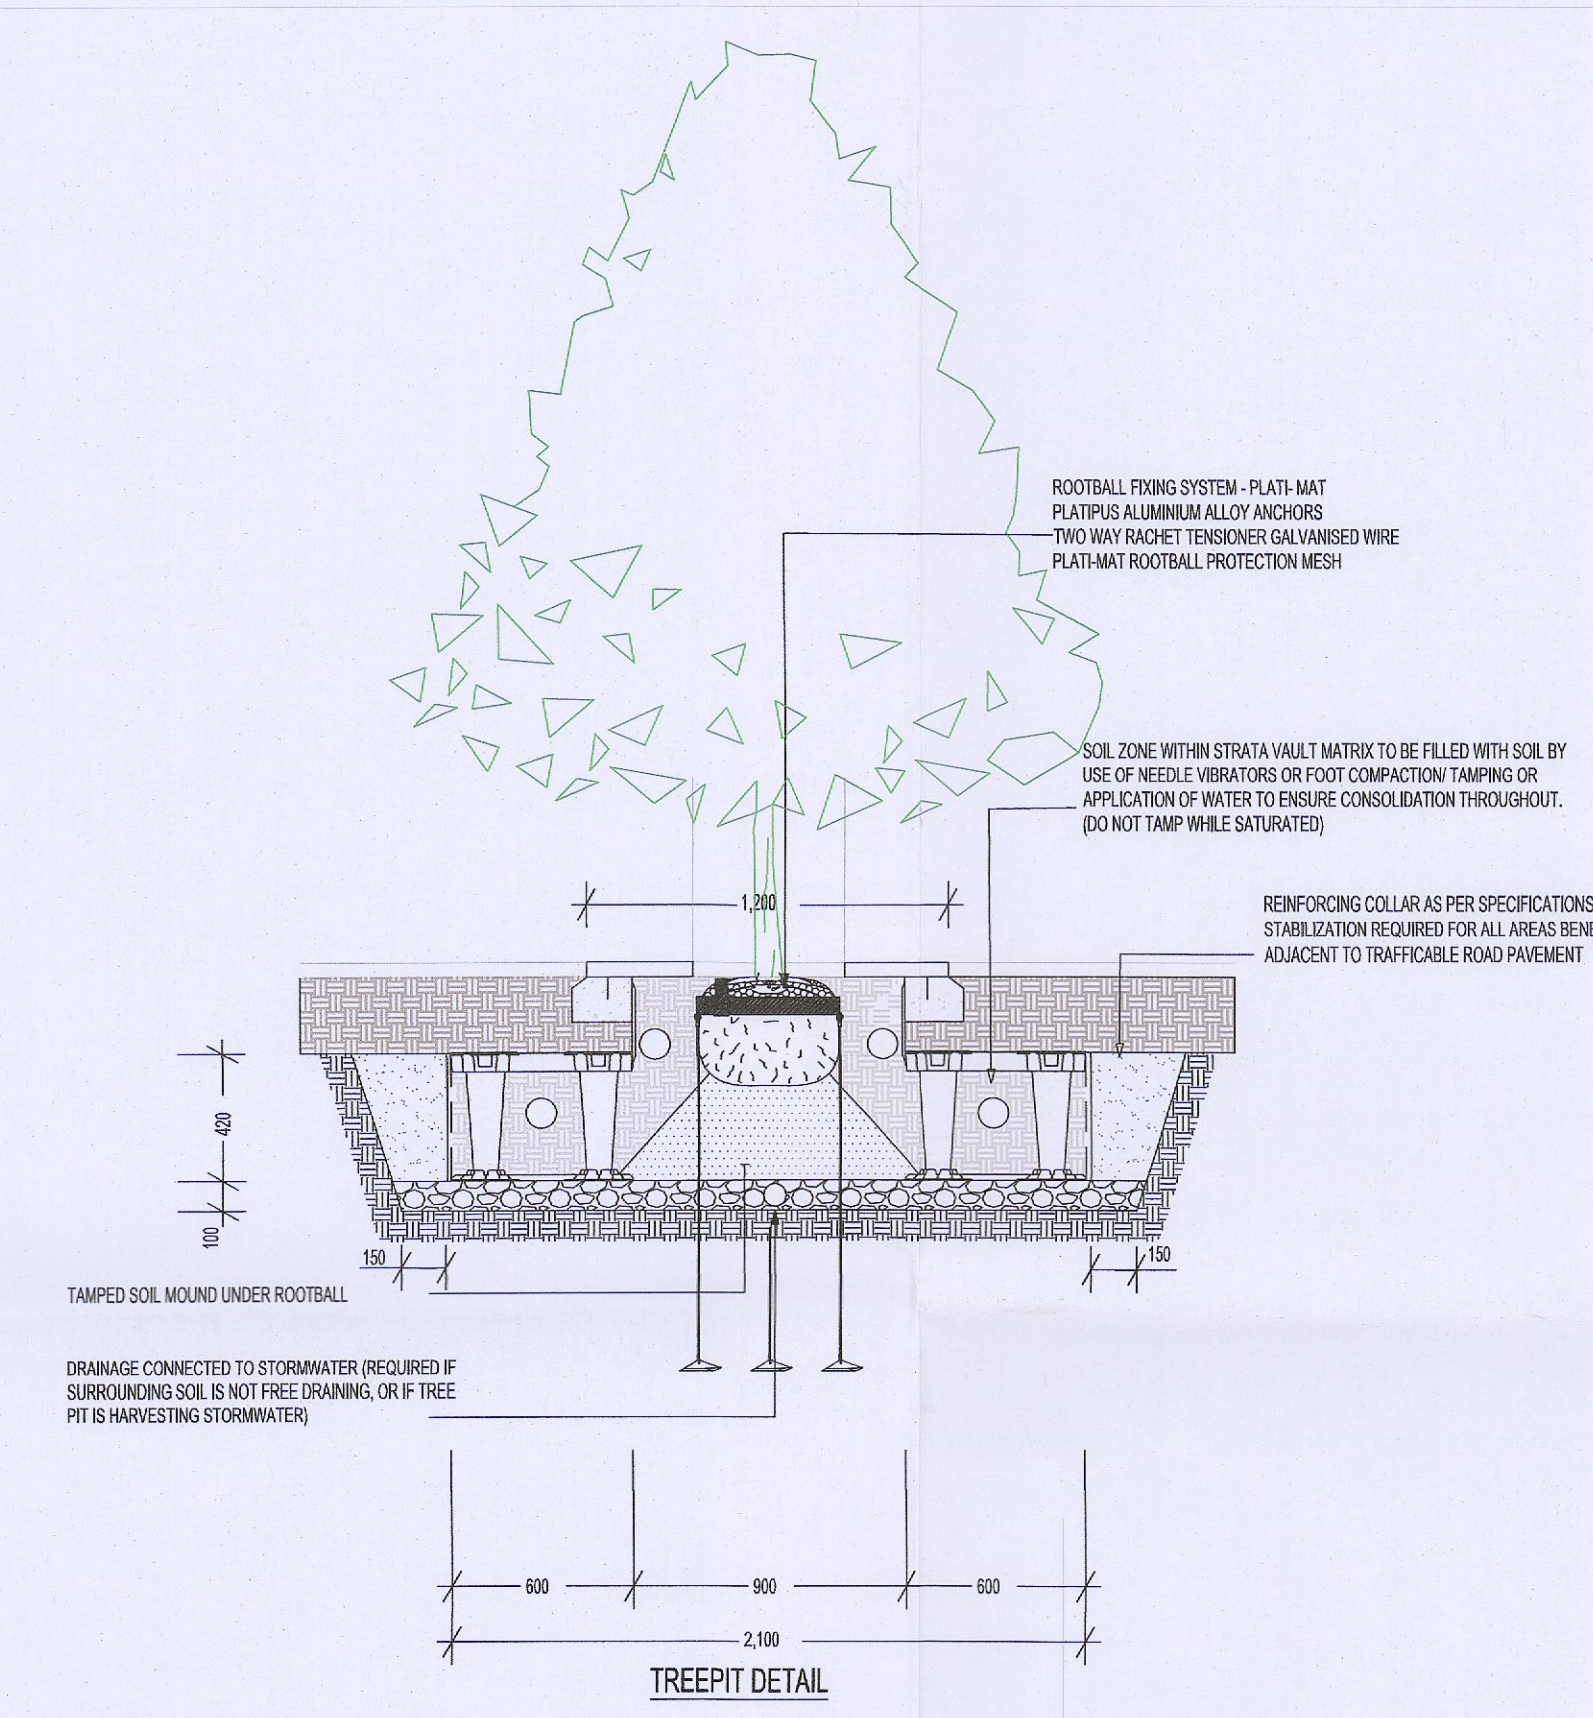 ROOTBALL FIXING SYSTEM - PLATI- MAT
PLATIPUS ALUMINIUM ALLOY ANCHORS
TWO WAY RACHET TENSIONER GALVANISED WIRE
PLATI-MAT ROOTBALL PROTECTION MESH
SOIL ZONE WITHIN STRATA VAULT MATRIX TO BE FILLED WITH SOIL BY
USE OF NEEDLE VIBRATORS OR FOOT COMPACTION/ TAMPING OR
APPLICATION OF WATER TO ENSURE CONSOLIDATION THROUGHOUT.
(DO NOT TAMP WHILE SATURATED)
1,200
REINFORCING COLLAR AS PER SPECIFICATIONS
STABILIZATION REQUIRED FOR ALL AREAS BENE
ADJACENT TO TRAFFICABLE ROAD PAVEMENT
420
100
150
150
TAMPED SOIL MOUND UNDER ROOTBALL
DRAINAGE CONNECTED TO STORMWATER (REQUIRED IF
SURROUNDING SOIL IS NOT FREE DRAINING, OR IF TREE
PIT IS HARVESTING STORMWATER)
600
900
600
2,100
TREEPIT DETAIL